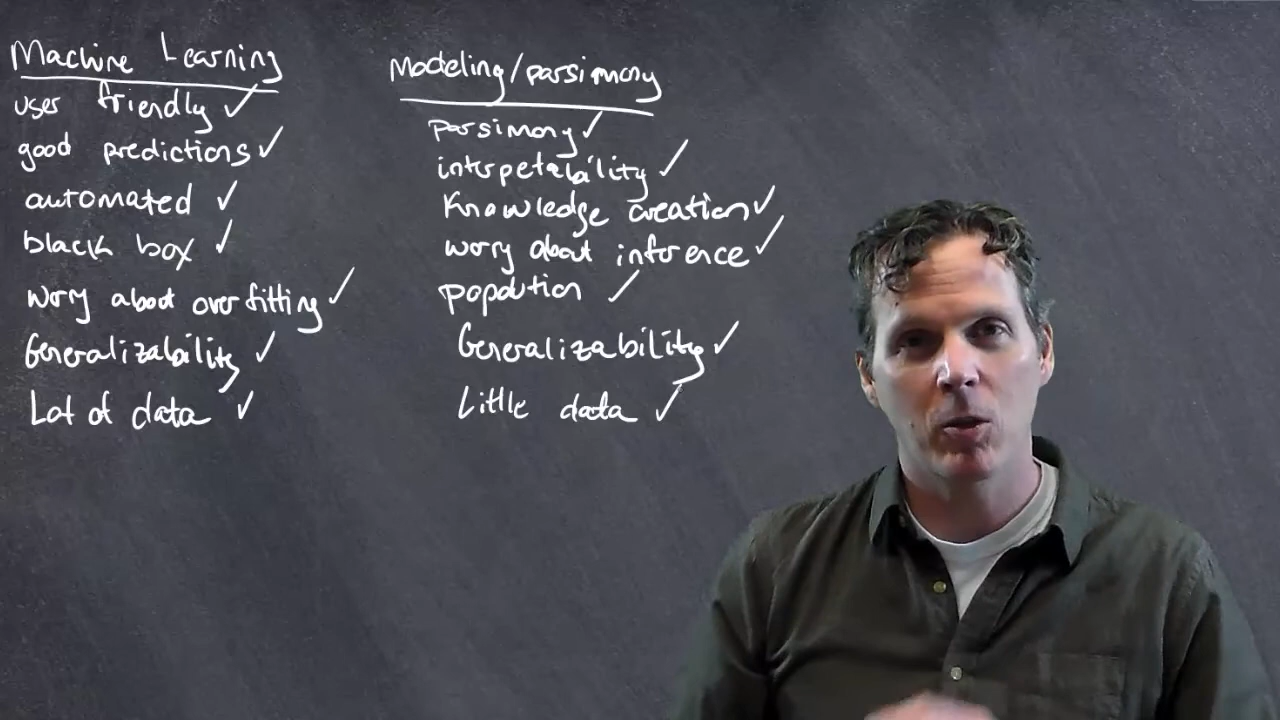 Machine Learning
user friendly ✓
good predictions ✓
automated ✓
black box ✓
worry about overfitting ✓
Generalizability ✓
Lot of data ✓
Modeling/parsimony
parsimony ✓
interpetability ✓
Knowledge creation ✓
worry about inference ✓
population ✓
Generalizability ✓
Little data ✓